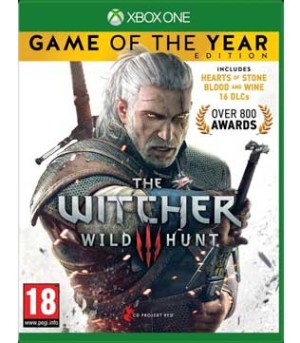 XBOX ONE
GAME OF THE YEAR
EDITION
INCLUDES
HEARTS OF STONE
BLOOD AND WINE
16 DLCs
OVER 800
AWARDS
THE
WITCHER
III
WILD HUNT
18
www.pegi.info
CD PROJEKT RED